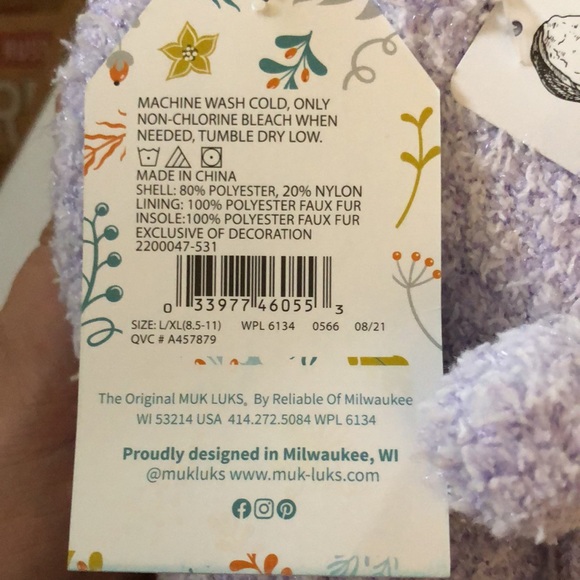 MACHINE WASH COLD, ONLY
NON-CHLORINE BLEACH WHEN
NEEDED, TUMBLE DRY LOW.
MADE IN CHINA
SHELL: 80% POLYESTER, 20% NYLON
LINING: 100% POLYESTER FAUX FUR
INSOLE:100% POLYESTER FAUX FUR
EXCLUSIVE OF DECORATION
2200047-531
0 33977 46055 3
SIZE: L/XL(8.5-11) WPL 6134 0566 08/21
QVC # A457879
The Original MUK LUKS, By Reliable Of Milwaukee
WI 53214 USA 414.272.5084 WPL 6134
Proudly designed in Milwaukee, WI
@mukluks www.muk-luks.com